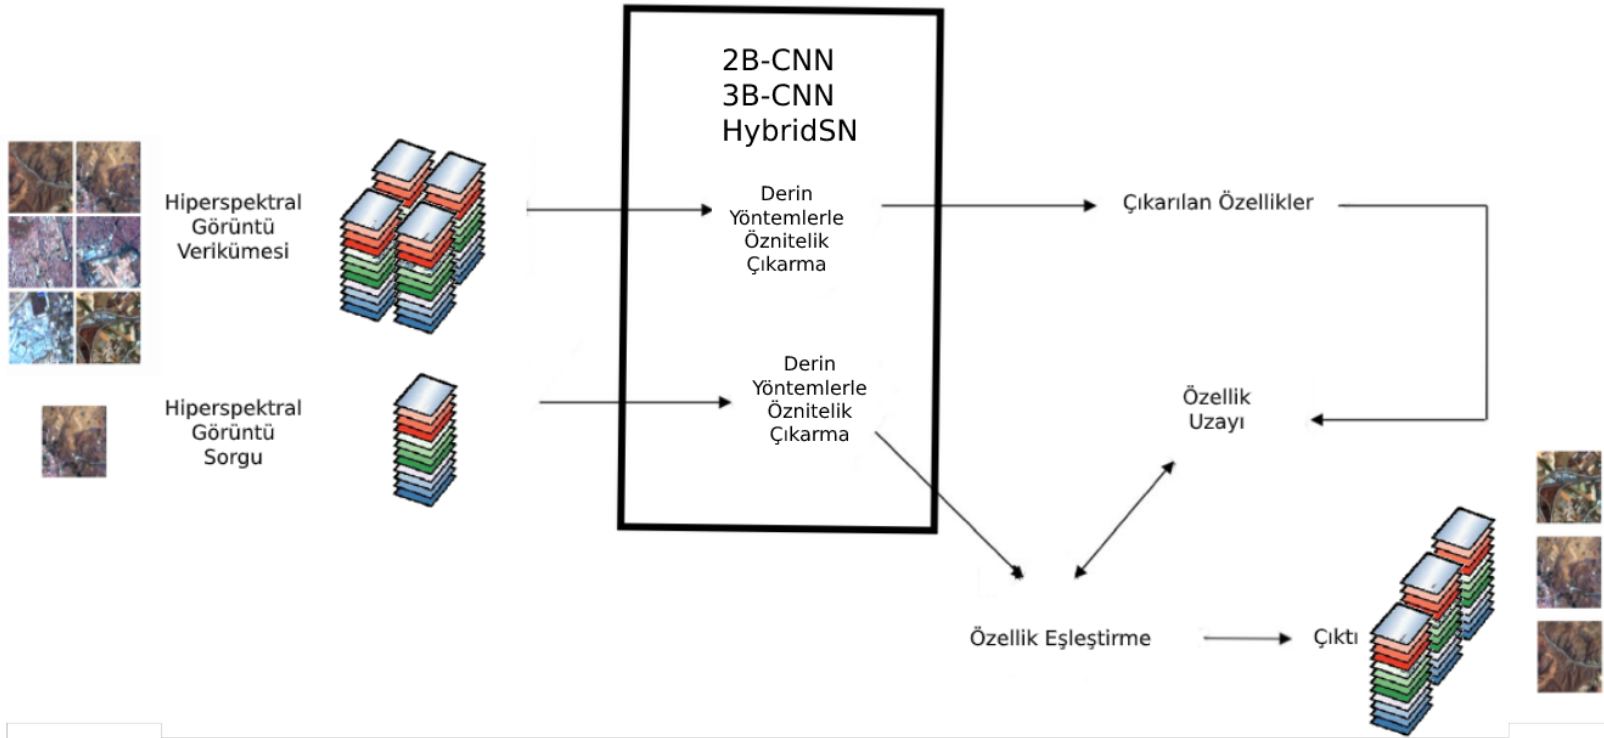 2B-CNN
3B-CNN
HybridSN
Hiperspektral
Görüntü
Verikümesi
Derin
Yöntemlerle
Öznitelik
Çıkarma
Çıkarılan Özellikler
Hiperspektral
Görüntü
Sorgu
Derin
Yöntemlerle
Öznitelik
Çıkarma
Özellik
Uzayı
Özellik Eşleştirme
Çıktı